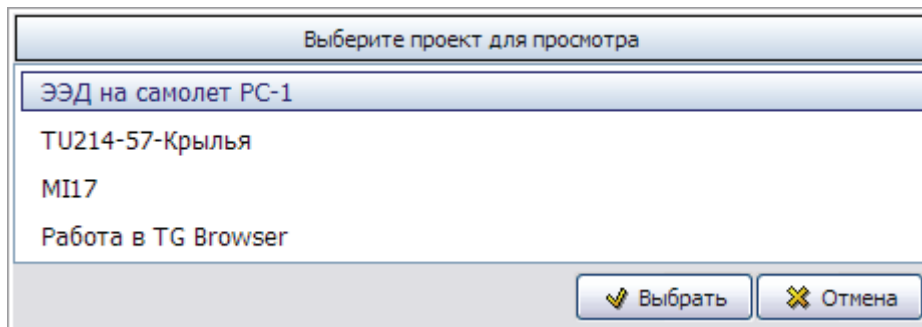 Выберите проект для просмотра
ЭЭД на самолет РС-1
TU214-57-Крылья
MI17
Работа в TG Browser
Выбрать Отмена